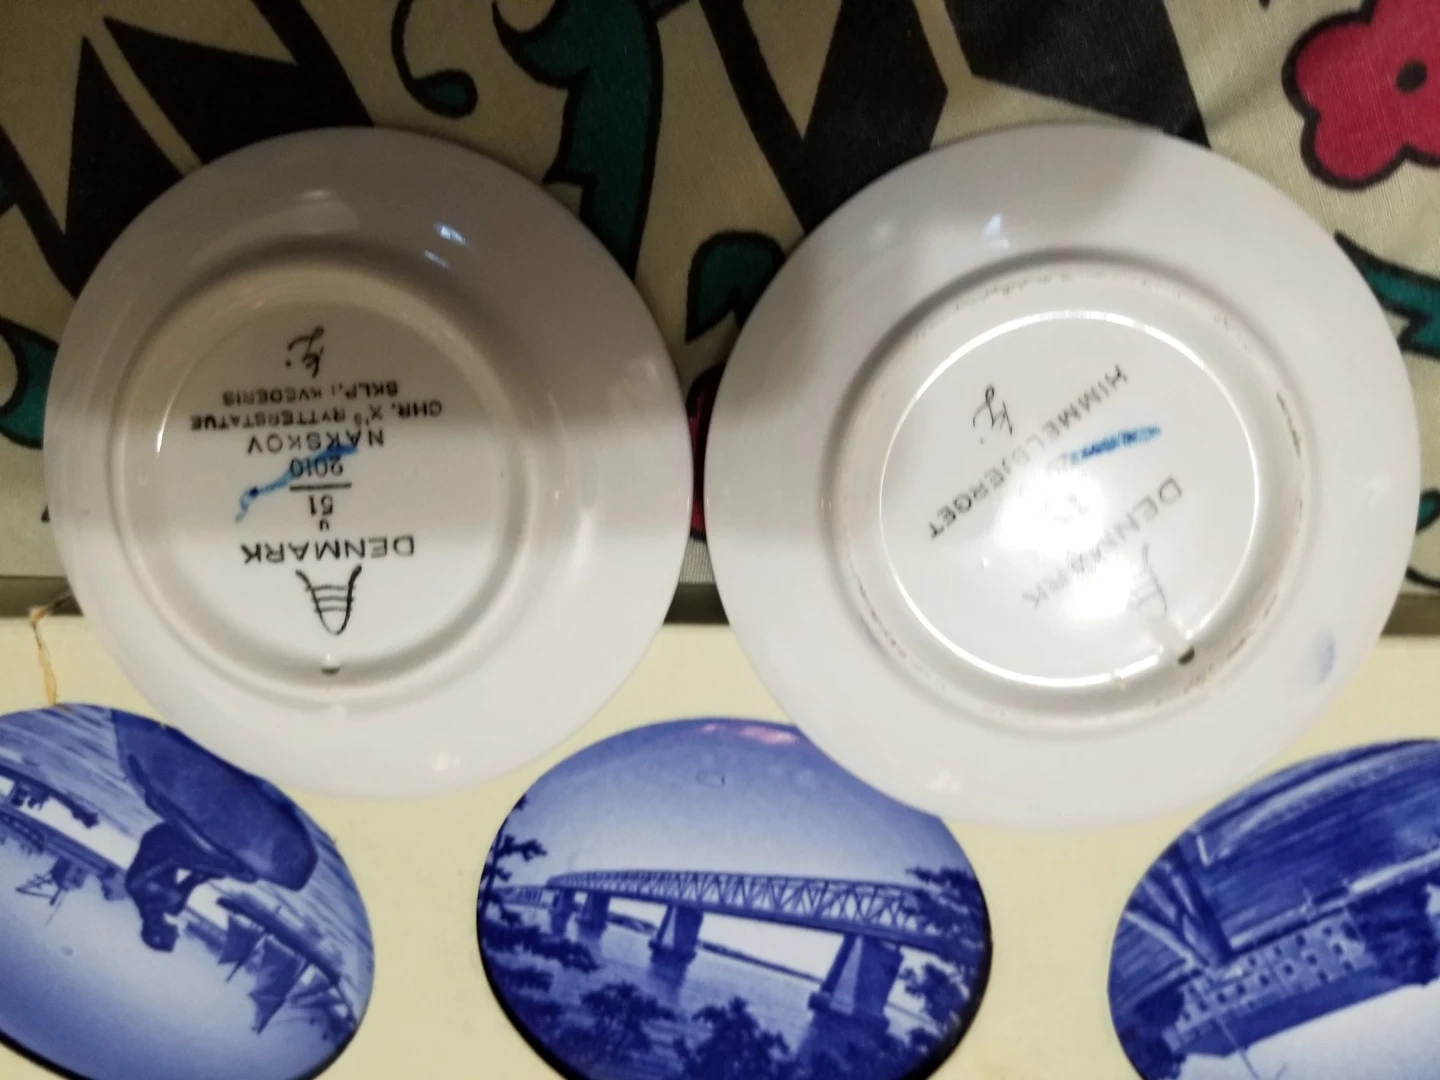 DENMARK
U
51
2010
NAKSKOV
CHR. X's RYTTERSTATUE
SKLP.: KVEDERIS
DENMARK
HIMMELBJERGET